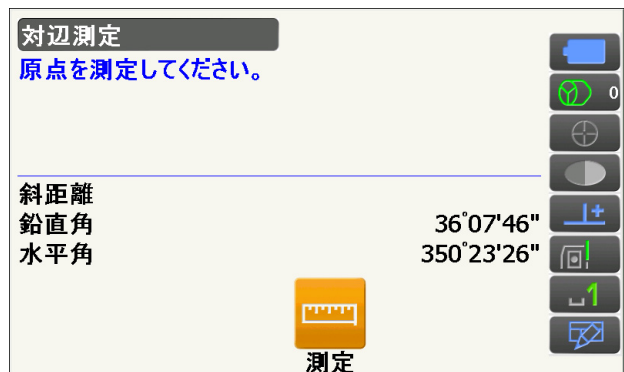 対辺測定
原点を測定してください。
0
斜距離
鉛直角 36°07'46"
水平角 350°23'26"
1
測定